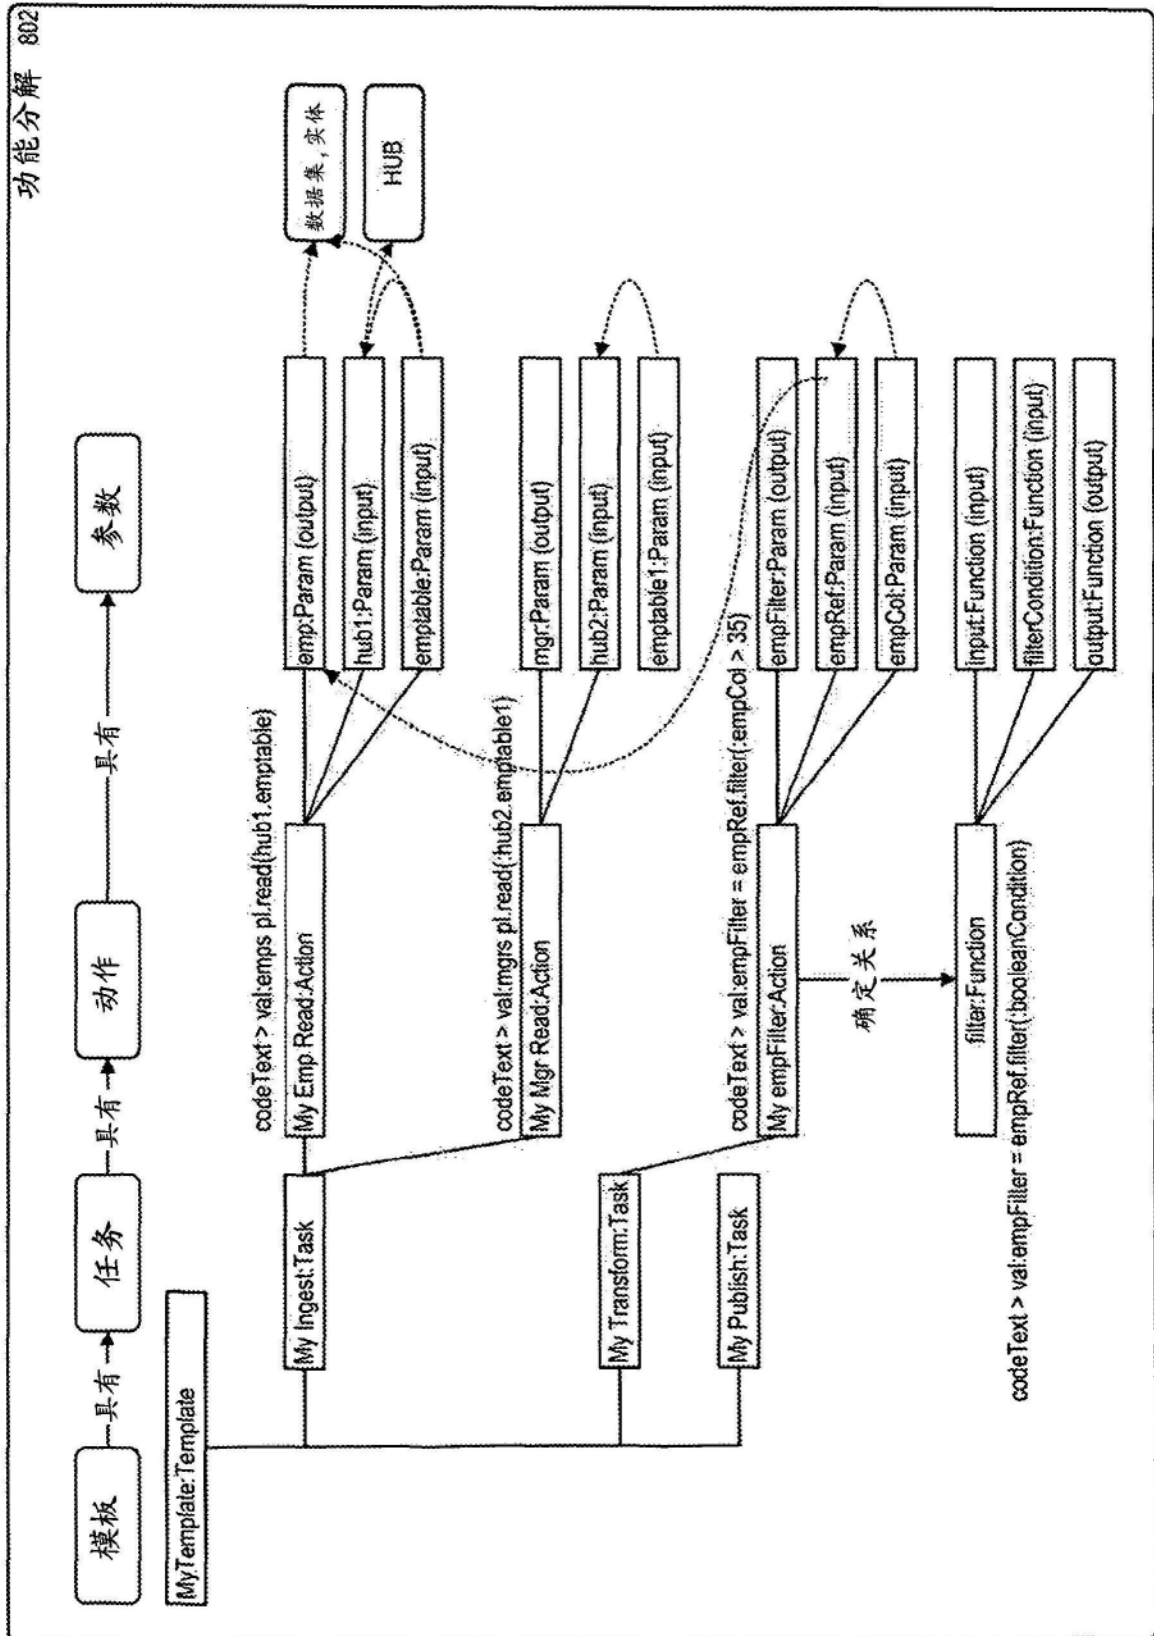 功能分解 802
模板
具有
任务
具有
动作
具有
参数
MyTemplate:Template
My Ingest:Task
My Transform:Task
My Publish:Task
codeText > val:emps pl.read(hub1.emptable)
My Emp Read:Action
emp:Param (output)
hub1:Param (input)
emptable:Param (input)
数据集,实体
HUB
codeText > val:mgrs pl.read(:hub2.emptable1)
My Mgr Read:Action
mgr:Param (output)
hub2:Param (input)
emptable1:Param (input)
codeText > val:empFilter = empRef.filter(:empCol > 35)
My empFilter:Action
empFilter:Param (output)
empRef:Param (input)
empCol:Param (input)
确定关系
filter:Function
input:Function (input)
filterCondition:Function (input)
output:Function (output)
codeText > val:empFilter = empRef.filter(:booleanCondition)